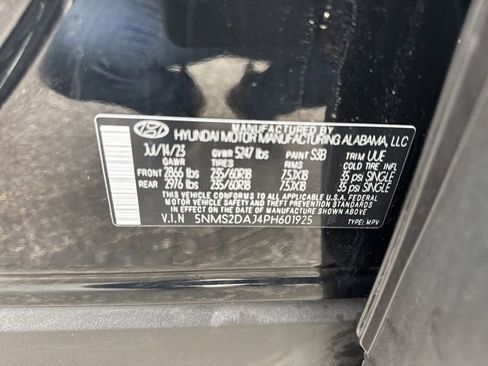 MANUFACTURED BY
HYUNDAI MOTOR MANUFACTURING ALABAMA, LLC
Jul/14/23 GVWR 5247 lbs PAINT S3B TRIM UUE
GAWR TIRES RIMS COLD TIRE INFL
FRONT 2866 lbs 235/60R18 7.5JX18 35 psi SINGLE
REAR 2976 lbs 235/60R18 7.5JX18 35 psi SINGLE
THIS VEHICLE CONFORMS TO ALL APPLICABLE U.S.A. FEDERAL
MOTOR VEHICLE SAFETY AND THEFT PREVENTION STANDARDS
IN EFFECT ON THE DATE OF MANUFACTURE SHOWN ABOVE.
V.I.N 5NMS2DAJ4PH601925 TYPE: MPV